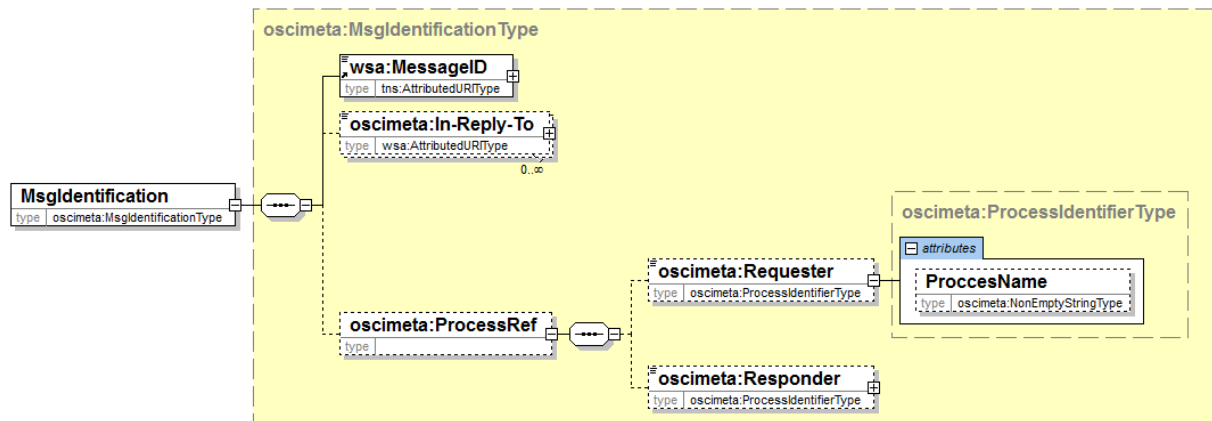 oscimeta:MsgIdentificationType
wsa:MessageID
type tns:AttributedURIType
oscimeta:In-Reply-To
type wsa:AttributedURIType
0..∞
MsgIdentification
type oscimeta:MsgIdentificationType
oscimeta:ProcessIdentifierType
attributes
oscimeta:Requester
type oscimeta:ProcessIdentifierType
ProccesName
type oscimeta:NonEmptyStringType
oscimeta:ProcessRef
type
oscimeta:Responder
type oscimeta:ProcessIdentifierType